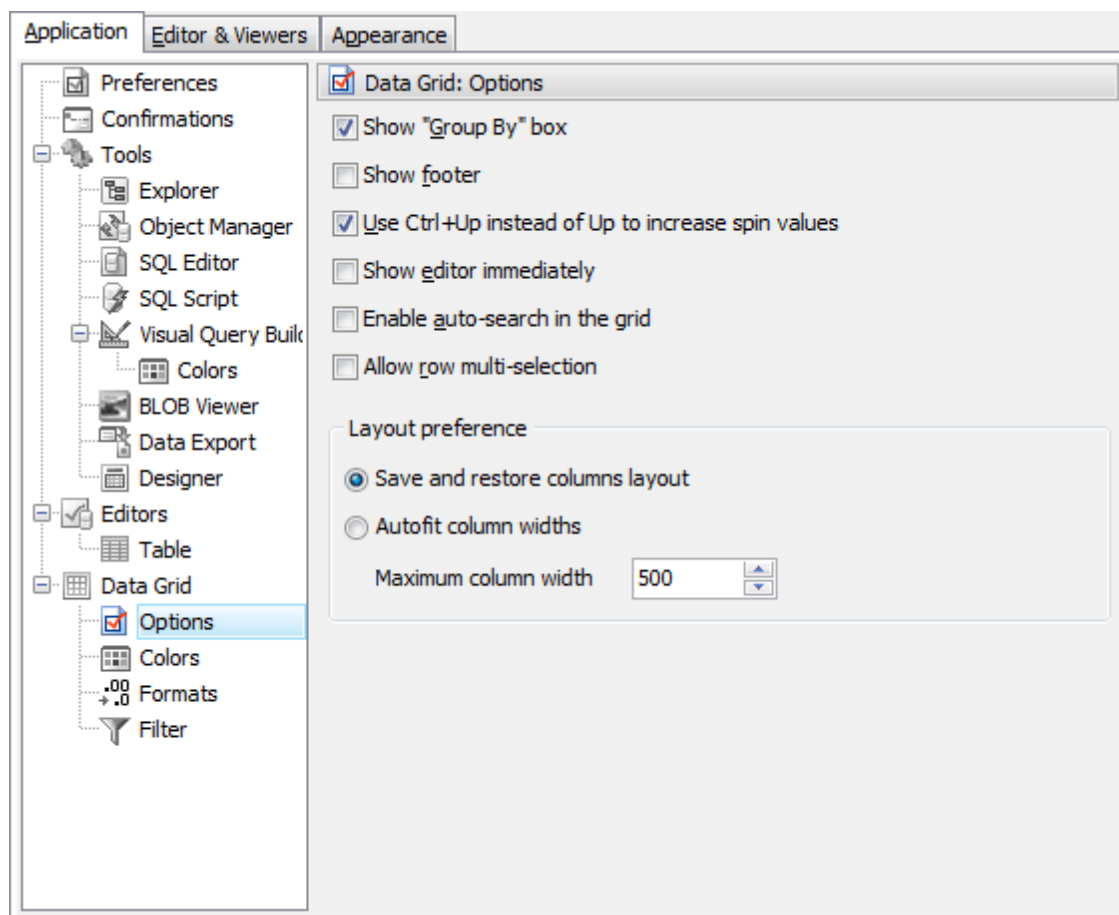 Application
Editor & Viewers
Appearance
Preferences
Confirmations
Tools
Explorer
Object Manager
SQL Editor
SQL Script
Visual Query Build
Colors
BLOB Viewer
Data Export
Designer
Editors
Table
Data Grid
Options
Colors
Formats
Filter
Data Grid: Options
Show "Group By" box
Show footer
Use Ctrl+Up instead of Up to increase spin values
Show editor immediately
Enable auto-search in the grid
Allow row multi-selection
Layout preference
Save and restore columns layout
Autofit column widths
Maximum column width 500